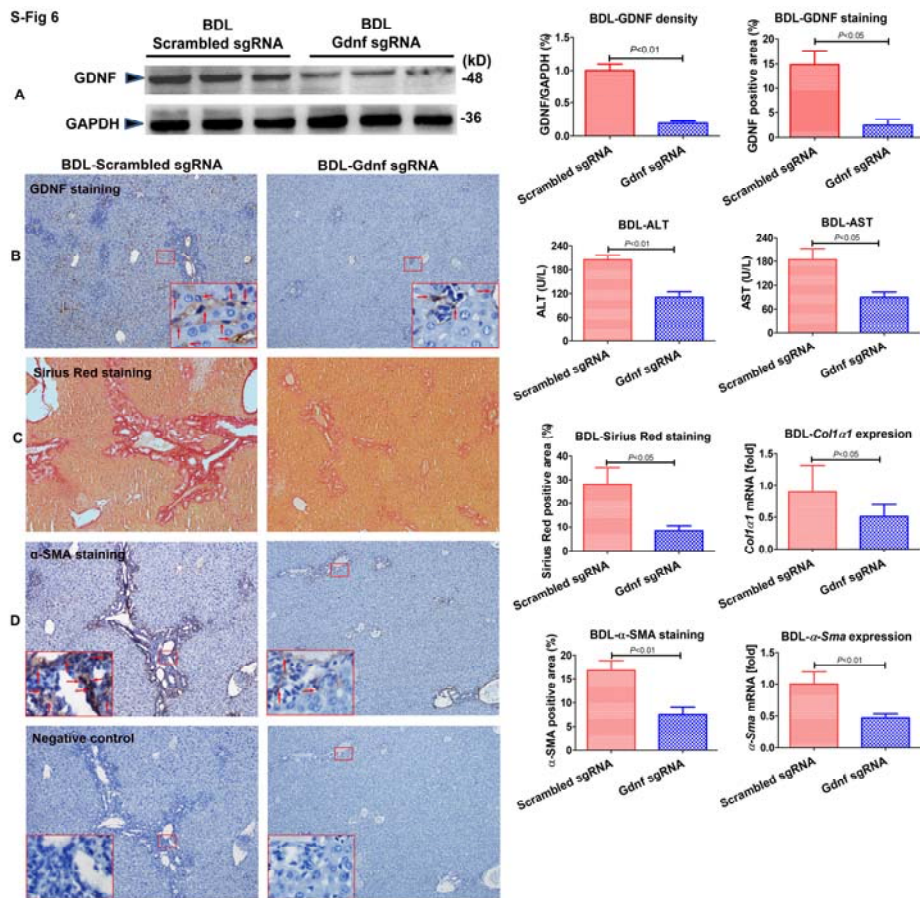 S-Fig 6
BDL
Scrambled sgRNA
BDL
Gdnf sgRNA
(kD)
GDNF
-48
A
GAPDH
-36
BDL-Scrambled sgRNA
BDL-Gdnf sgRNA
GDNF staining
B
Sirius Red staining
C
α-SMA staining
D
Negative control
BDL-GDNF density
GDNF/GAPDH (%)
1.5
1.0
0.5
0.0
P<0.01
Scrambled sgRNA
Gdnf sgRNA
BDL-GDNF staining
GDNF positive area (%)
20
15
10
5
0
P<0.05
Scrambled sgRNA
Gdnf sgRNA
BDL-ALT
ALT (U/L)
240
180
120
60
0
P<0.01
Scrambled sgRNA
Gdnf sgRNA
BDL-AST
AST (U/L)
240
180
120
60
0
P<0.05
Scrambled sgRNA
Gdnf sgRNA
BDL-Sirius Red staining
Sirius Red positive area (%)
50
40
30
20
10
0
P<0.05
Scrambled sgRNA
Gdnf sgRNA
BDL-Col1α1 expresion
Col1α1 mRNA [fold]
1.5
1.0
0.5
0.0
P<0.05
Scrambled sgRNA
Gdnf sgRNA
BDL-α-SMA staining
α-SMA positive area (%)
20
15
10
5
0
P<0.01
Scrambled sgRNA
Gdnf sgRNA
BDL-α-Sma expression
α-Sma mRNA [fold]
1.5
1.0
0.5
0.0
P<0.01
Scrambled sgRNA
Gdnf sgRNA